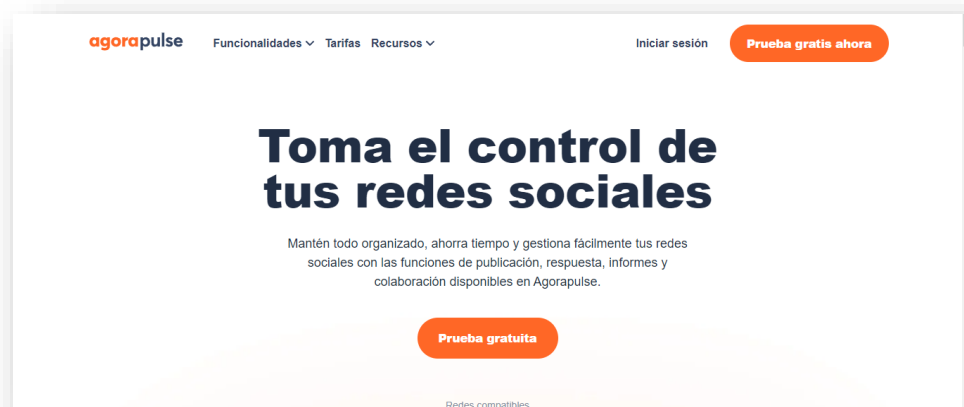 agorapulse Funcionalidades Tarifas Recursos Iniciar sesión Prueba gratis ahora
Toma el control de
tus redes sociales
Mantén todo organizado, ahorra tiempo y gestiona fácilmente tus redes
sociales con las funciones de publicación, respuesta, informes y
colaboración disponibles en Agorapulse.
Prueba gratuita
Redes compatibles